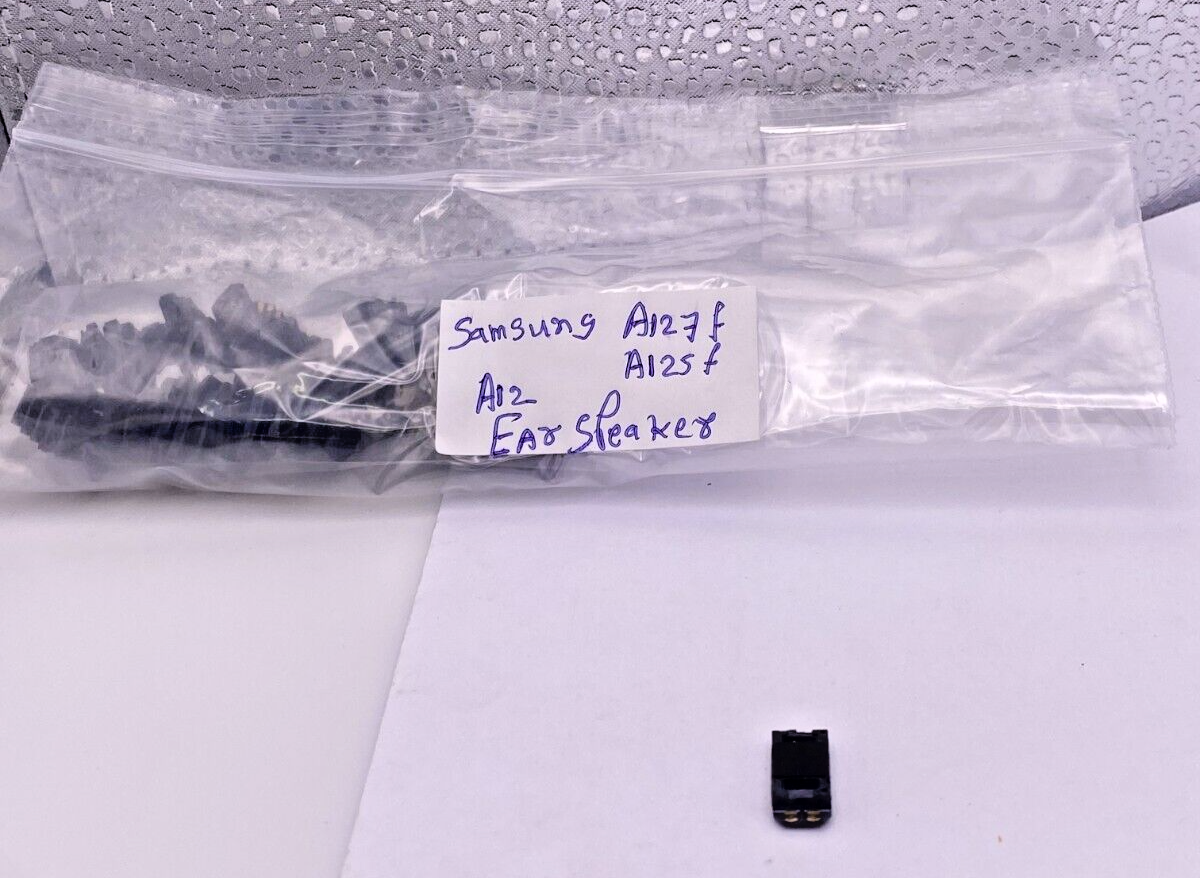 Samsung A127f
A125f
A12
EAr Speaker